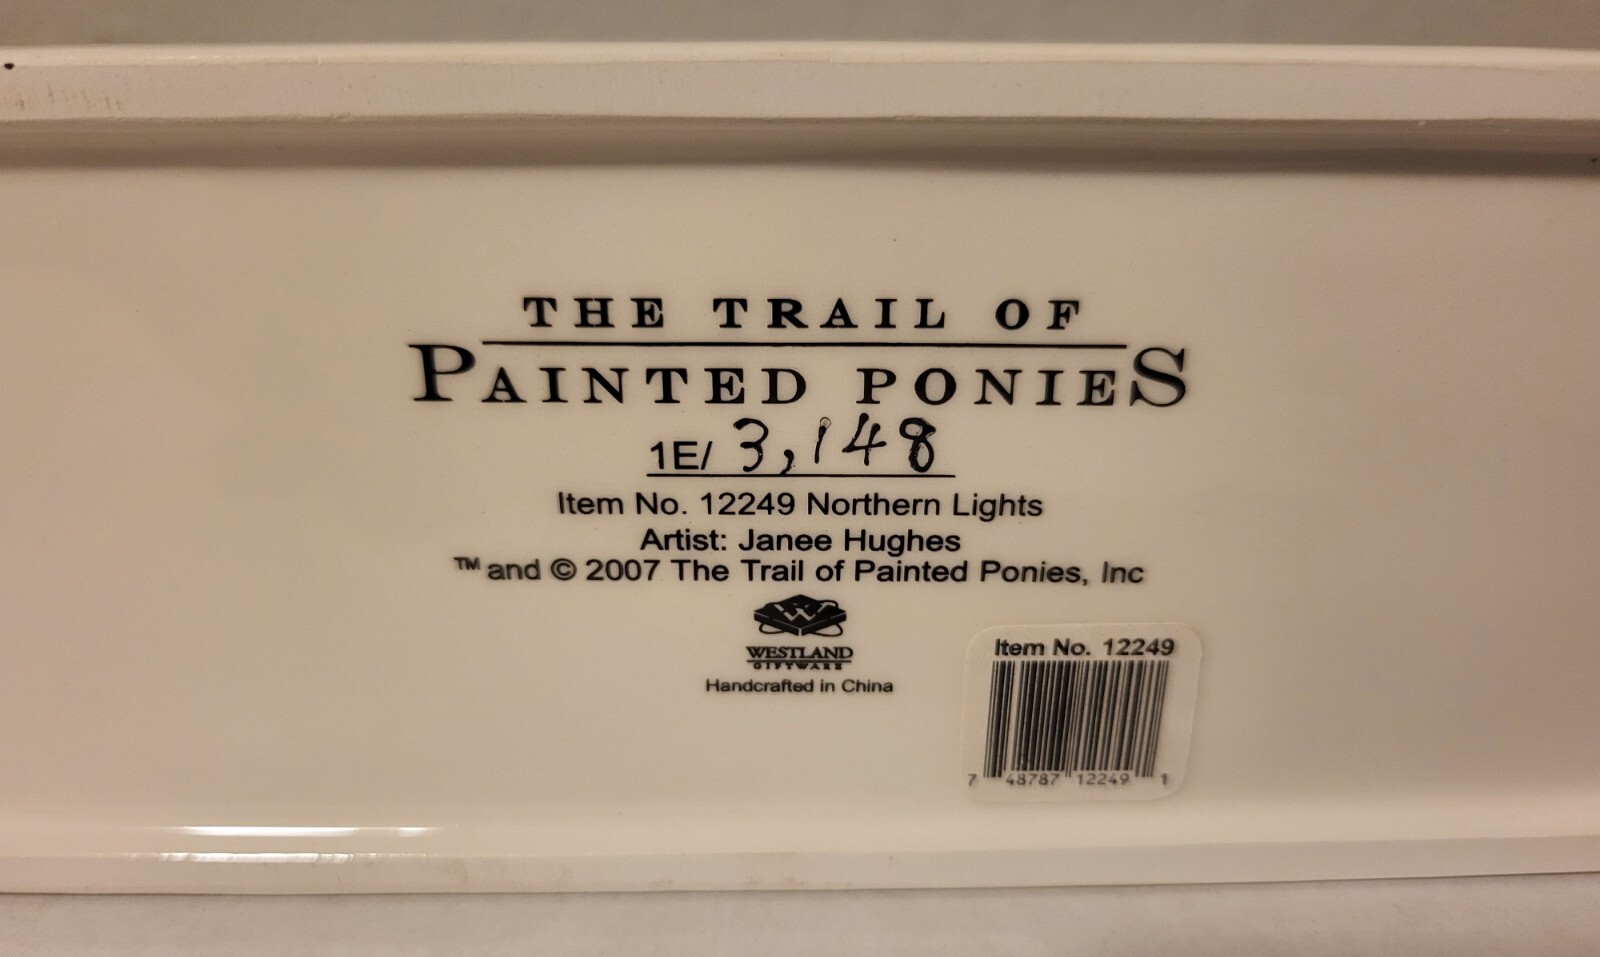 THE TRAIL OF
PAINTED PONIES
1E/ 3,148
Item No. 12249 Northern Lights
Artist: Janee Hughes
™ and © 2007 The Trail of Painted Ponies, Inc
W
WESTLAND
GIFTWARE
Handcrafted in China
Item No. 12249
7 48787 12249 1